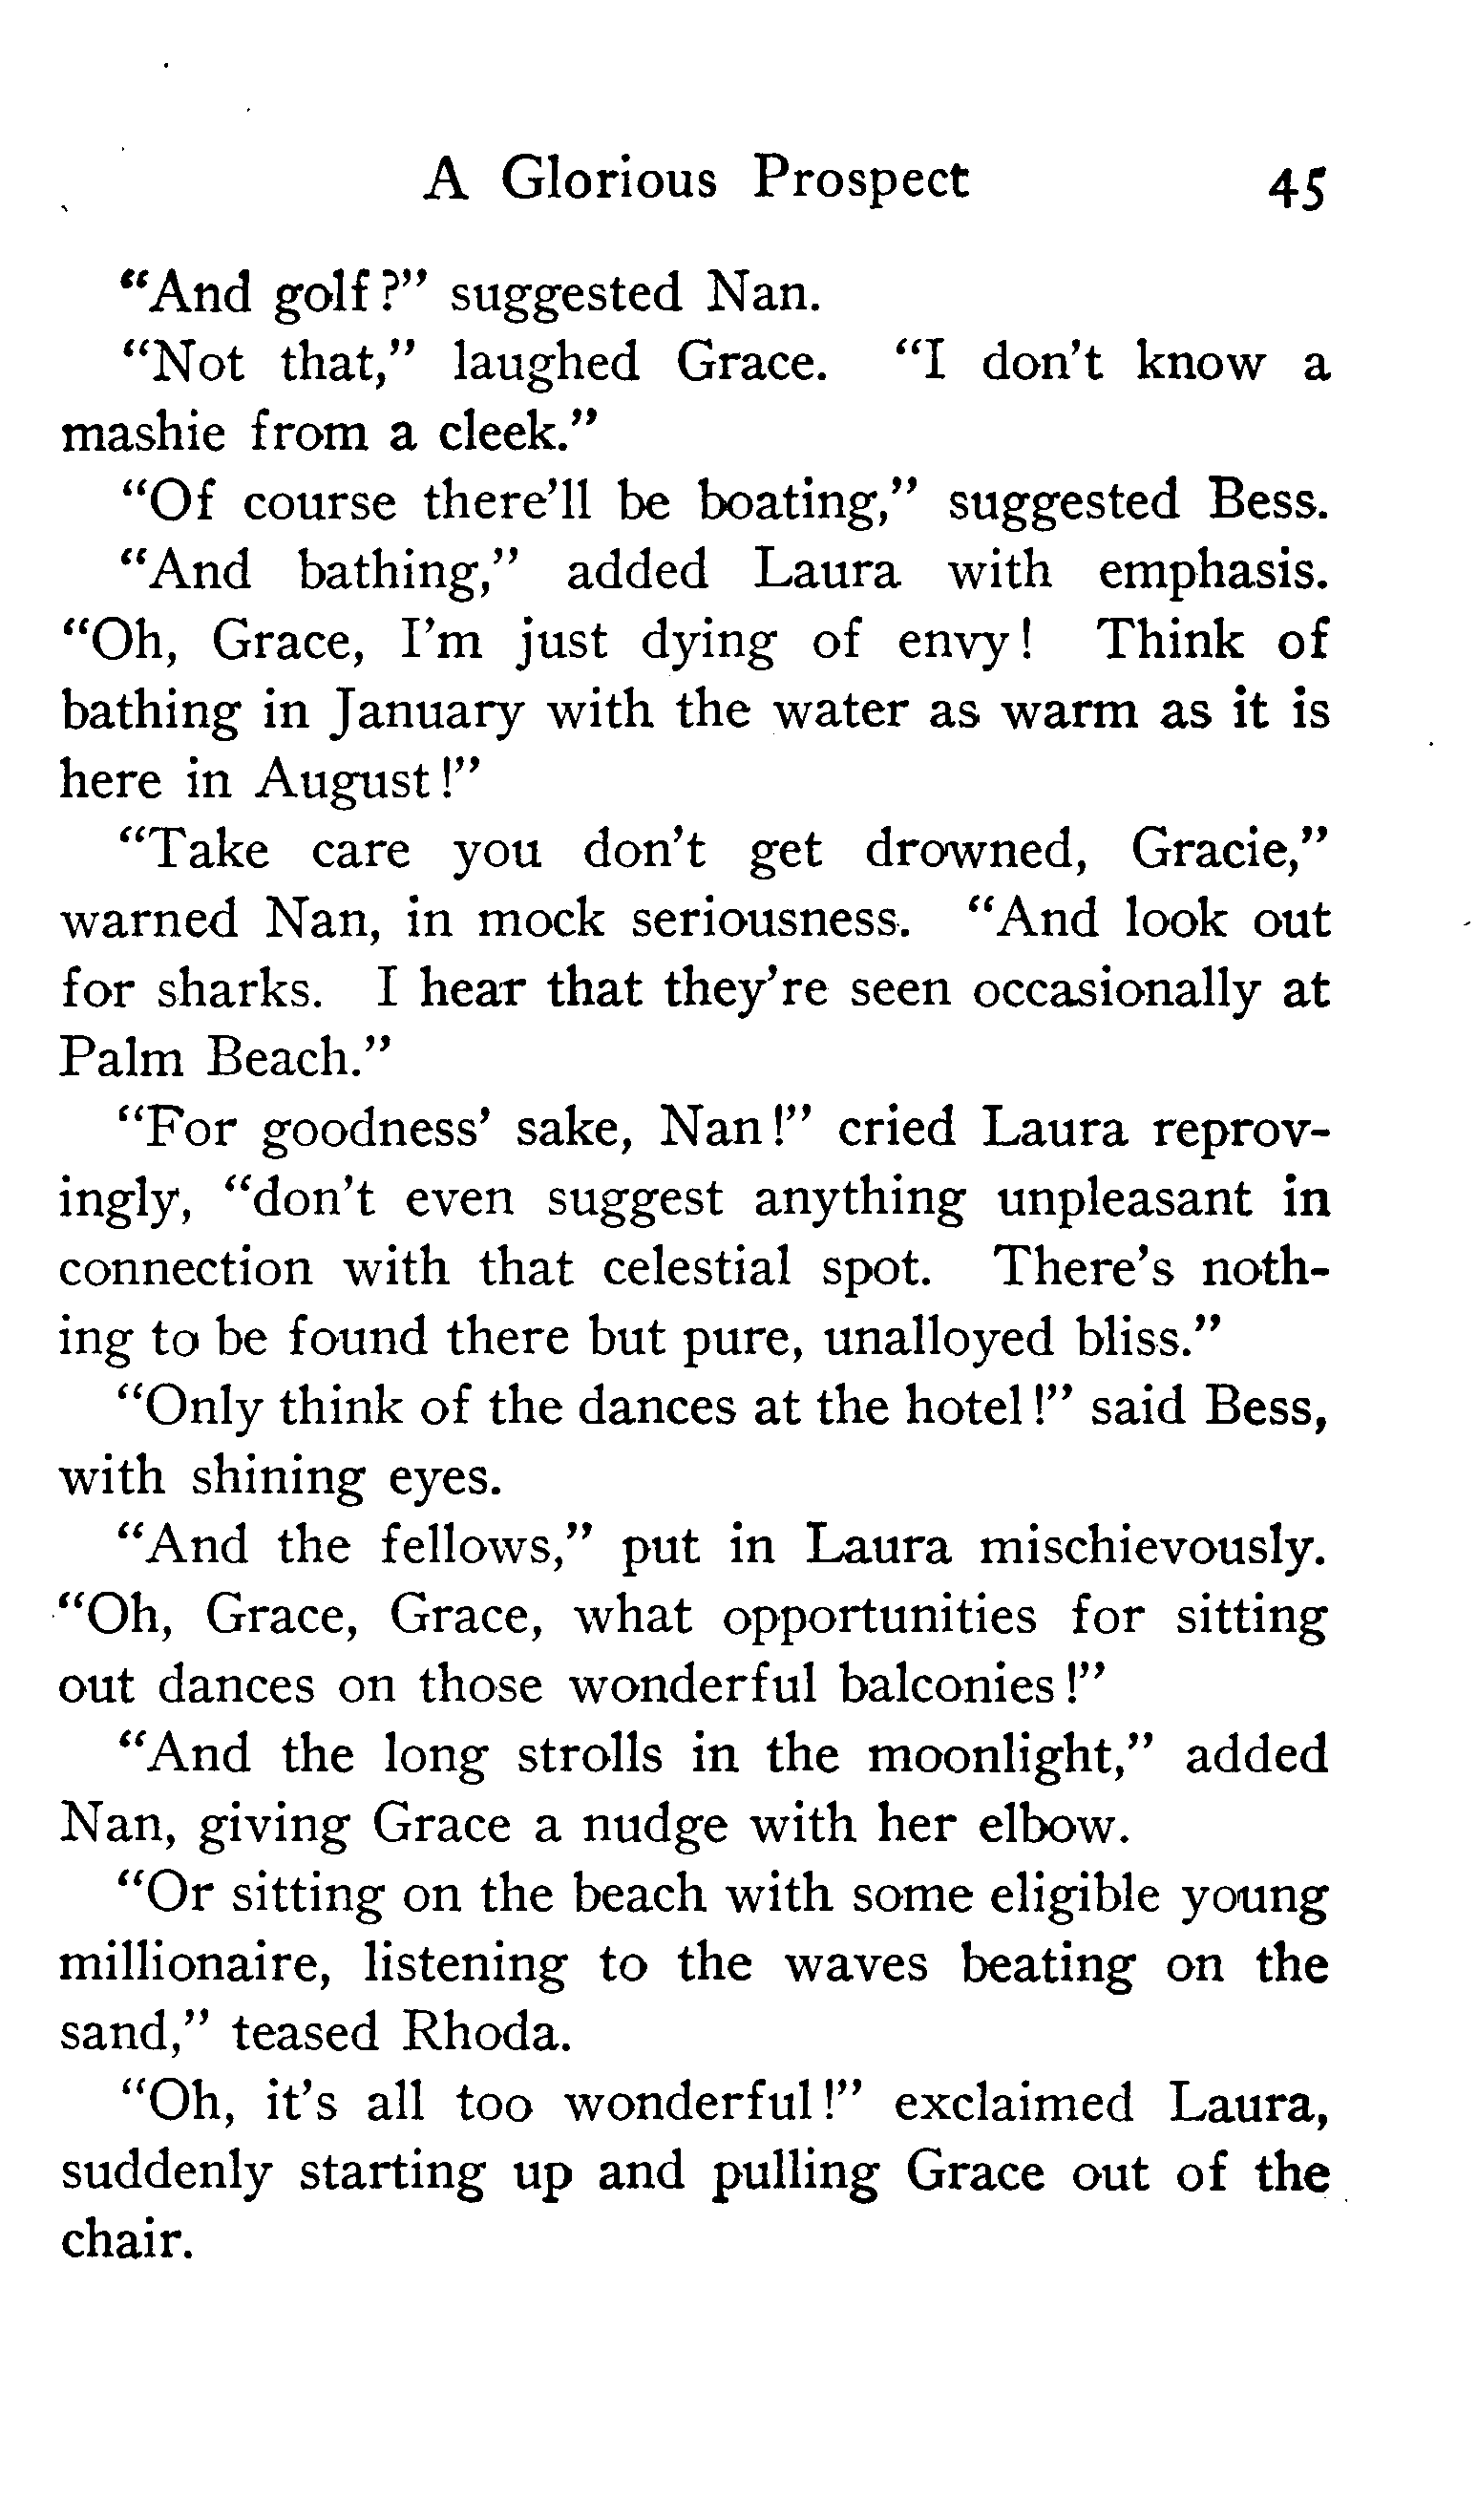 A Glorious Prospect 45
"And golf?" suggested Nan.
"Not that," laughed Grace. "I don't know a
mashie from a cleek."
"Of course there'll be boating," suggested Bess.
"And bathing," added Laura with emphasis.
"Oh, Grace, I'm just dying of envy! Think of
bathing in January with the water as warm as it is
here in August!"
"Take care you don't get drowned, Gracie,"
warned Nan, in mock seriousness. "And look out
for sharks. I hear that they're seen occasionally at
Palm Beach."
"For goodness' sake, Nan!" cried Laura reprov-
ingly, "don't even suggest anything unpleasant in
connection with that celestial spot. There's noth-
ing to be found there but pure, unalloyed bliss."
"Only think of the dances at the hotel!" said Bess,
with shining eyes.
"And the fellows," put in Laura mischievously.
"Oh, Grace, Grace, what opportunities for sitting
out dances on those wonderful balconies!"
"And the long strolls in the moonlight," added
Nan, giving Grace a nudge with her elbow.
"Or sitting on the beach with some eligible young
millionaire, listening to the waves beating on the
sand," teased Rhoda.
"Oh, it's all too wonderful!" exclaimed Laura,
suddenly starting up and pulling Grace out of the
chair.